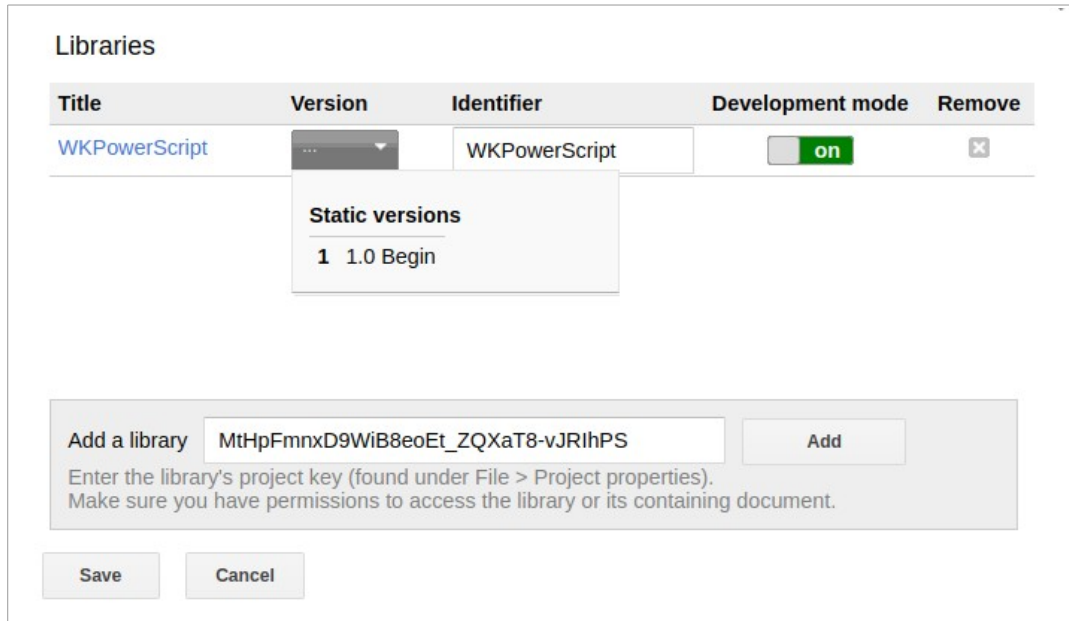 Libraries
Title Version Identifier Development mode Remove
WKPowerScript ... WKPowerScript on
Static versions
1 1.0 Begin
Add a library MtHpFmnxD9WiB8eoEt_ZQXaT8-vJRIhPS Add
Enter the library's project key (found under File > Project properties).
Make sure you have permissions to access the library or its containing document.
Save Cancel